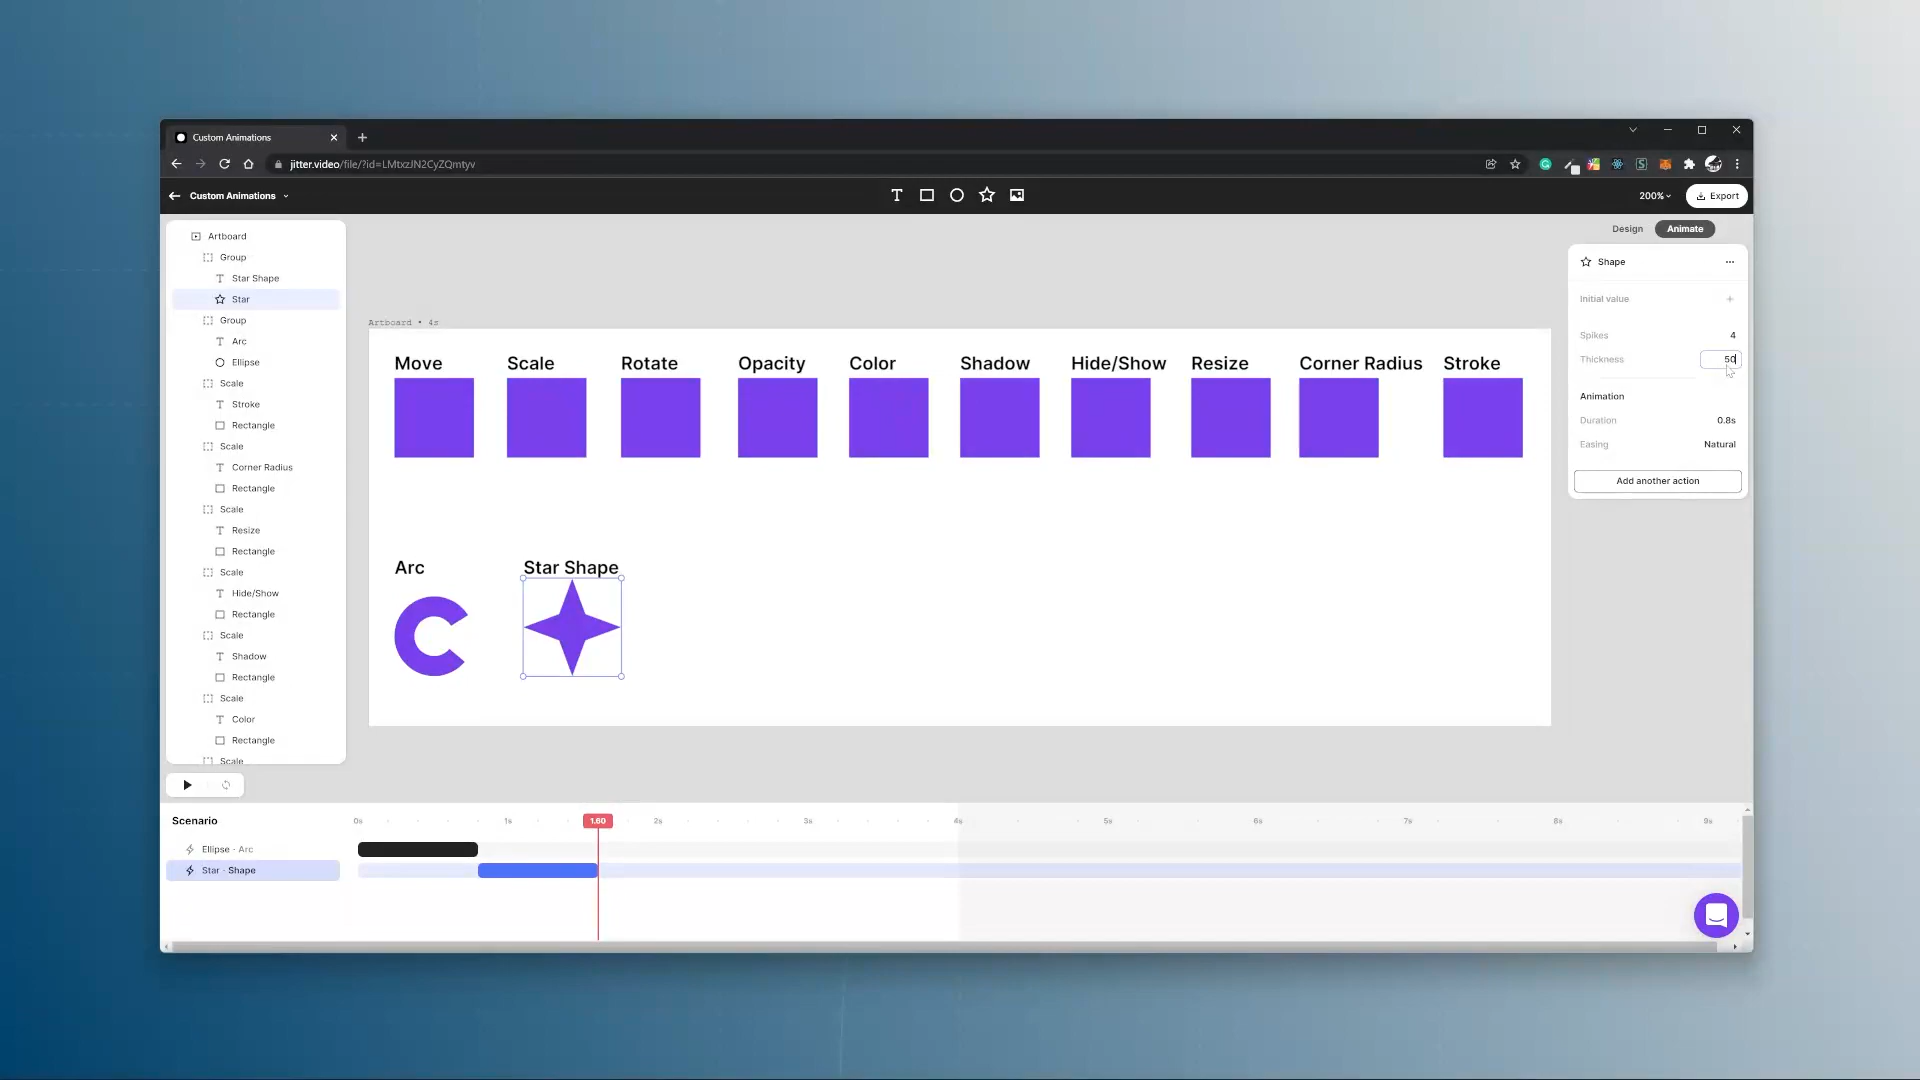 Custom Animations
jitter.video/file/?id=LMtxzJN2CyZQmtyv
Custom Animations
200%
Export
Artboard
Group
Star Shape
Star
Group
Arc
Ellipse
Scale
Stroke
Rectangle
Scale
Corner Radius
Rectangle
Scale
Resize
Rectangle
Scale
Hide/Show
Rectangle
Scale
Shadow
Rectangle
Scale
Color
Rectangle
Scale
Artboard • 4s
Move Scale Rotate Opacity Color Shadow Hide/Show Resize Corner Radius Stroke
Arc Star Shape
Design Animate
Shape
Initial value
Spikes 4
Thickness 50
Animation
Duration 0.8s
Easing Natural
Add another action
Scenario
0s 1s 1.60 2s 3s 4s 5s 6s 7s 8s 9s
Ellipse · Arc
Star · Shape